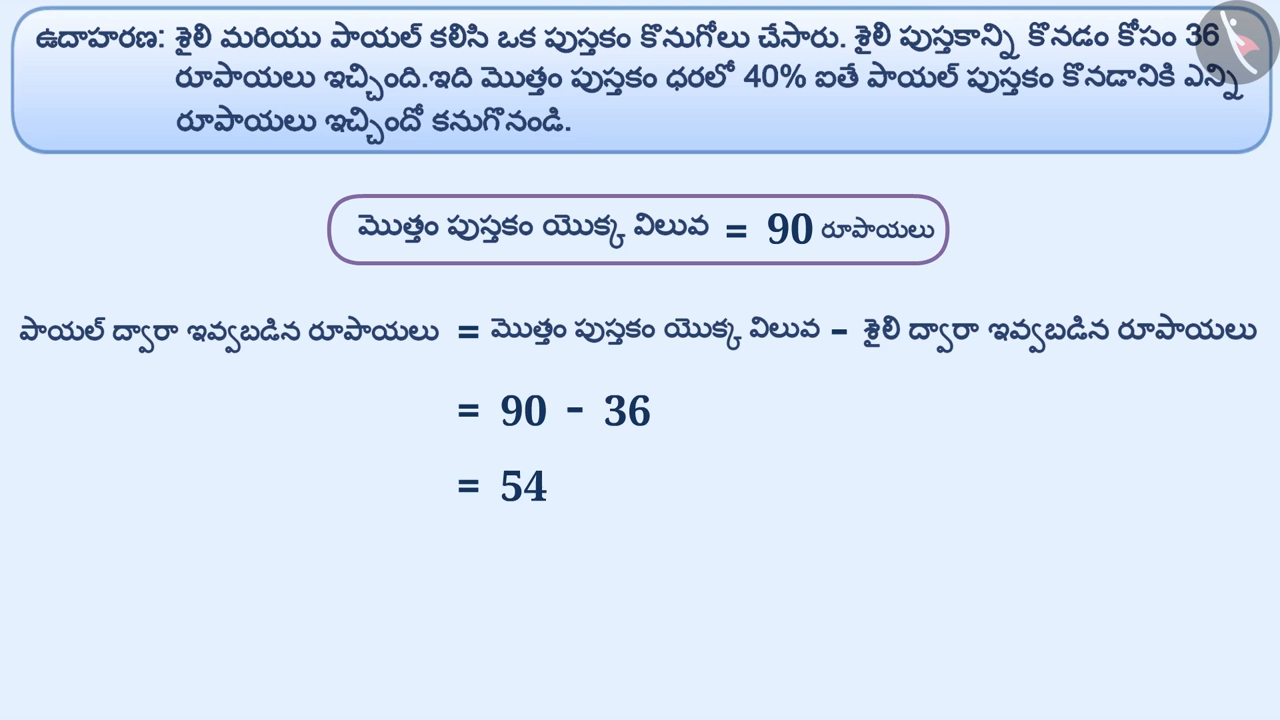 ఉదాహరణ: శైలీ మరియు పాయల్ కలిసి ఒక పుస్తకం కొనుగోలు చేసారు. శైలీ పుస్తకాన్ని కొనడం కోసం 36
రూపాయలు ఇచ్చింది.ఇది మొత్తం పుస్తకం ధరలో 40% ఐతే పాయల్ పుస్తకం కొనడానికి ఎన్ని
రూపాయలు ఇచ్చిందో కనుగొనండి.
మొత్తం పుస్తకం యొక్క విలువ = 90 రూపాయలు
పాయల్ ద్వారా ఇవ్వబడిన రూపాయలు = మొత్తం పుస్తకం యొక్క విలువ - శైలీ ద్వారా ఇవ్వబడిన రూపాయలు
= 90 - 36
= 54